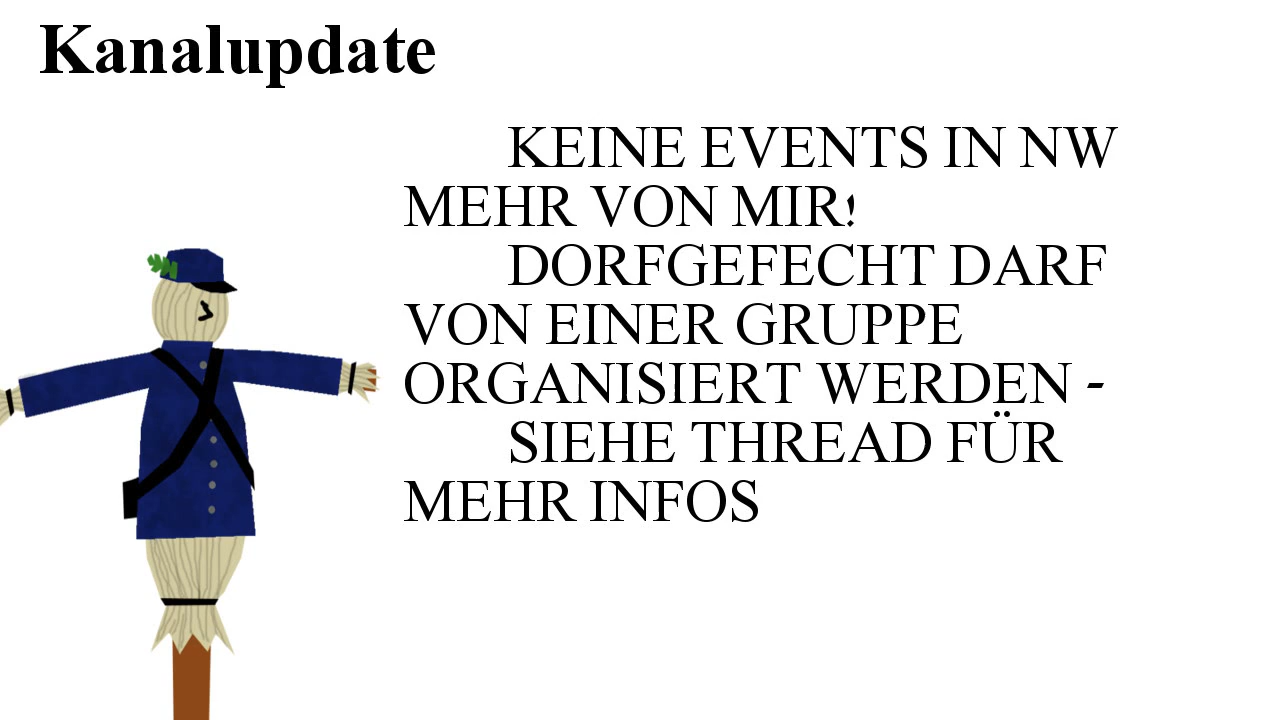 Kanalupdate
KEINE EVENTS IN NW
MEHR VON MIR!
DORFGEFECHT DARF
VON EINER GRUPPE
ORGANISIERT WERDEN -
SIEHE THREAD FÜR
MEHR INFOS